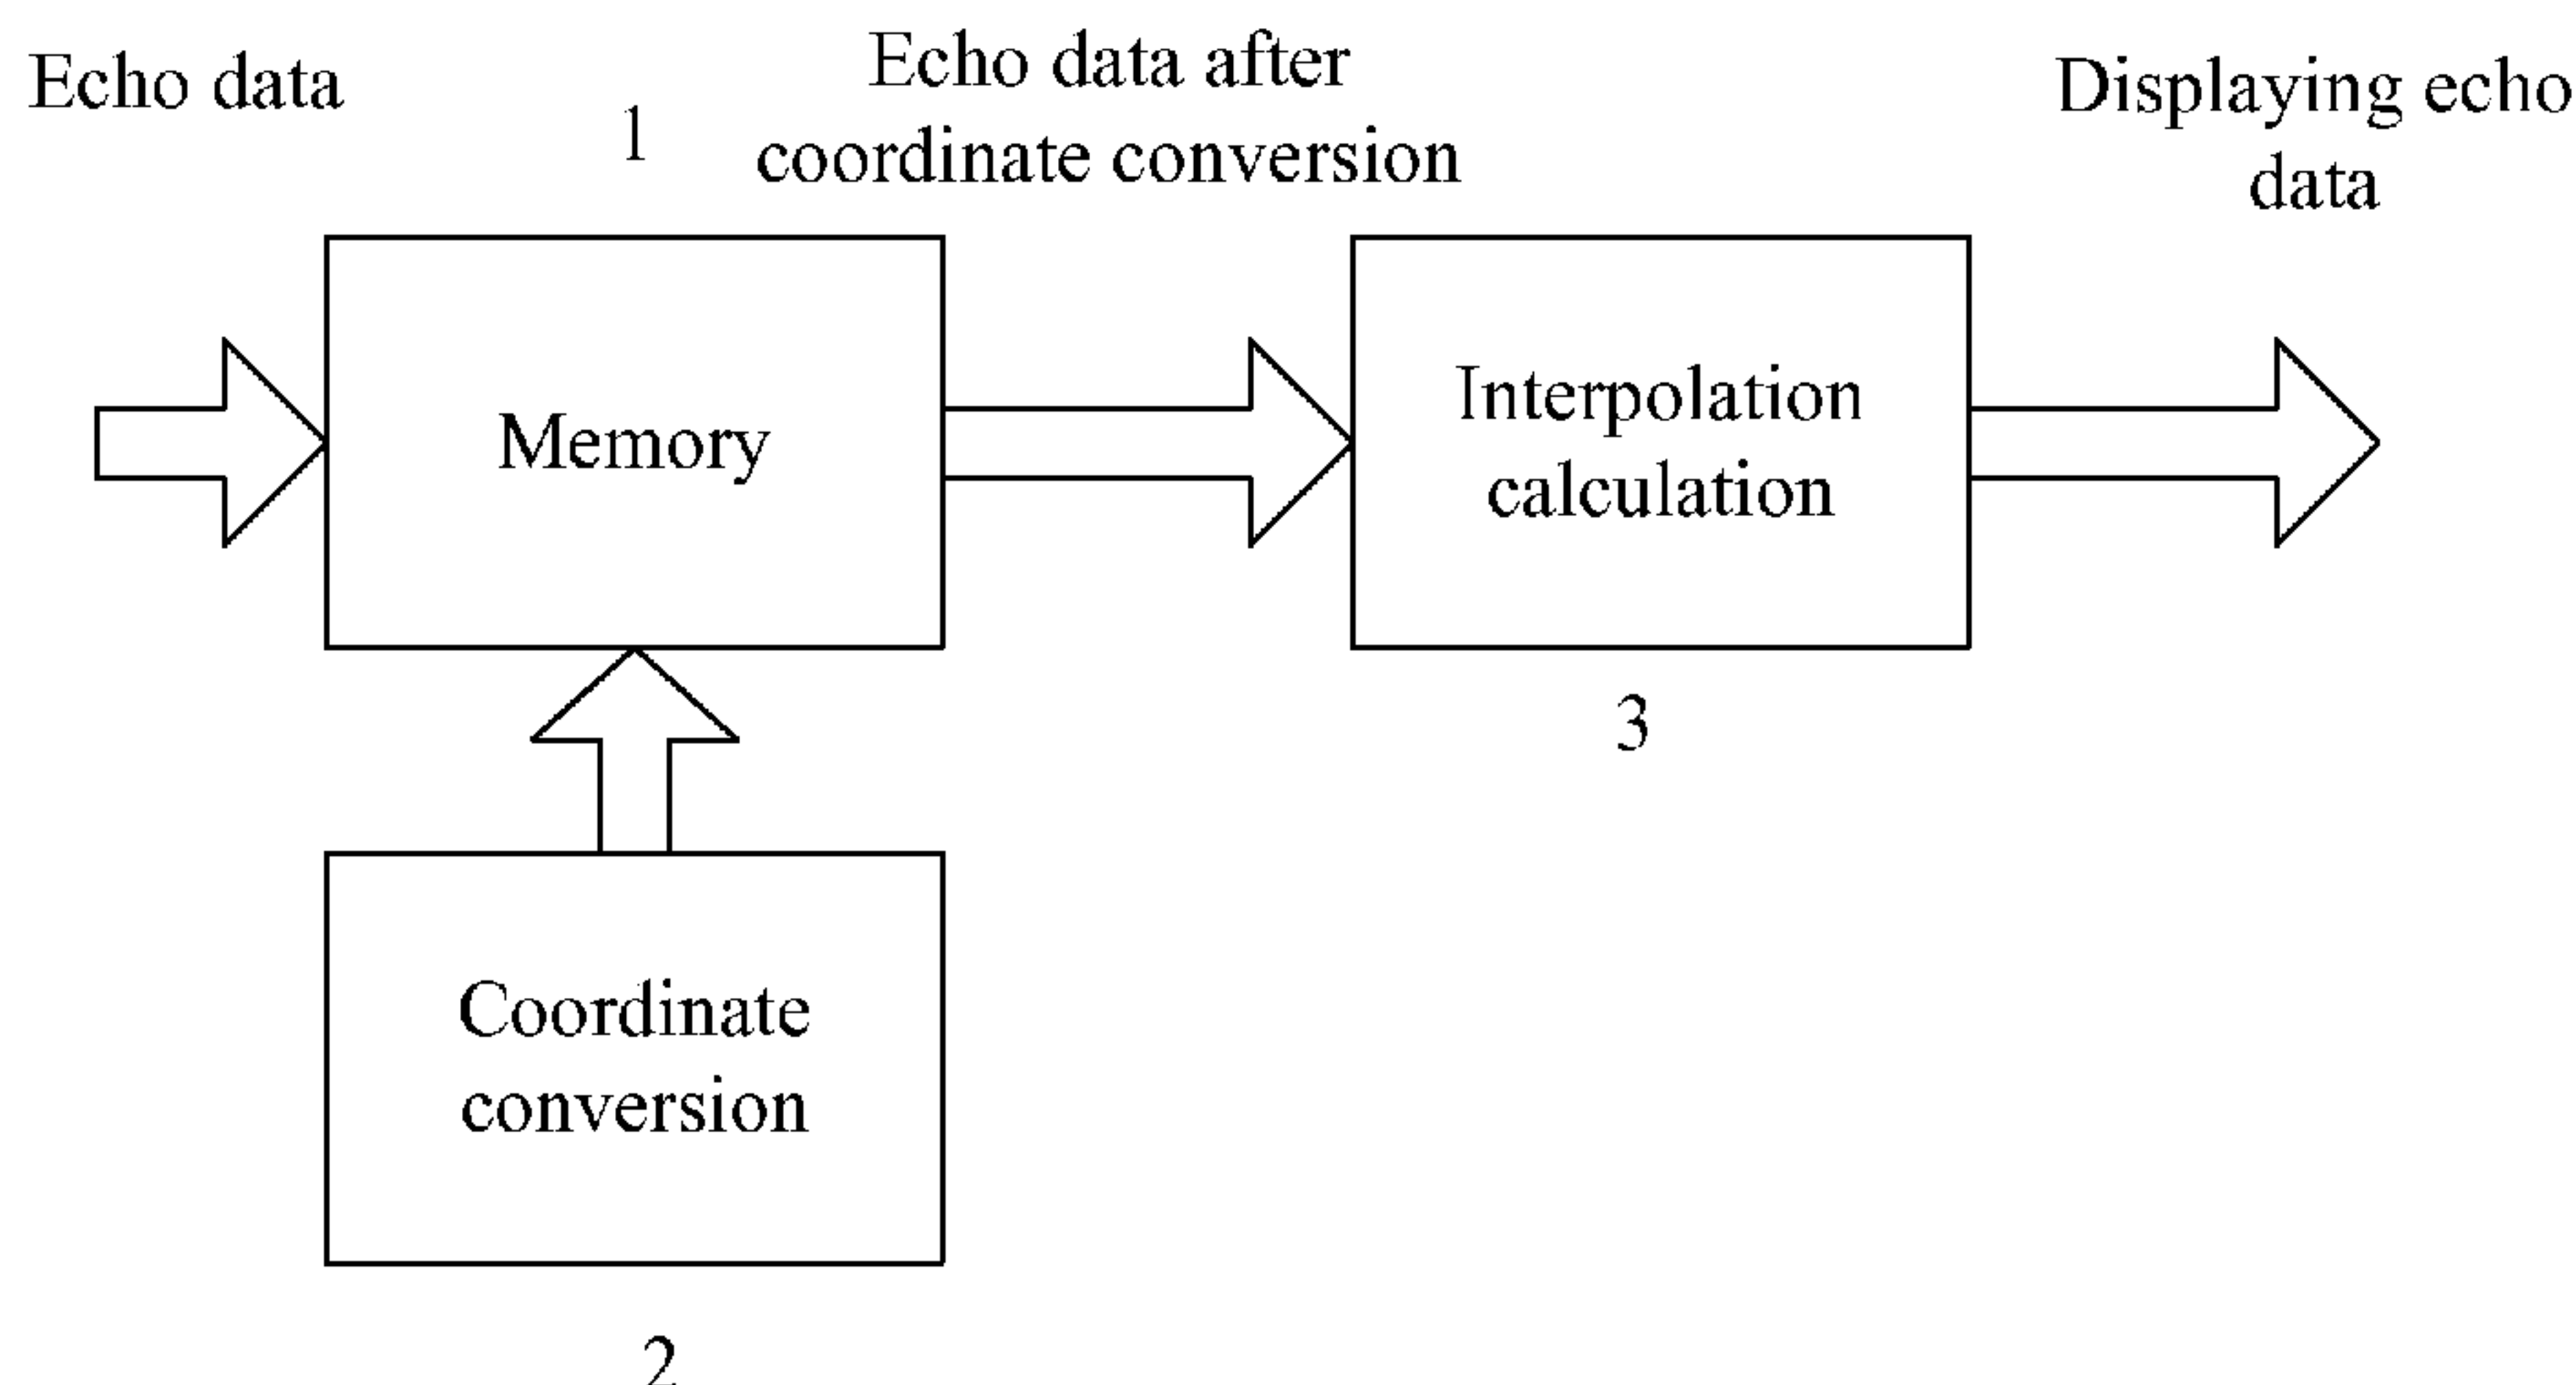 Echo data
1
Echo data after
coordinate conversion
Displaying echo
data
Memory
Interpolation
calculation
3
Coordinate
conversion
2